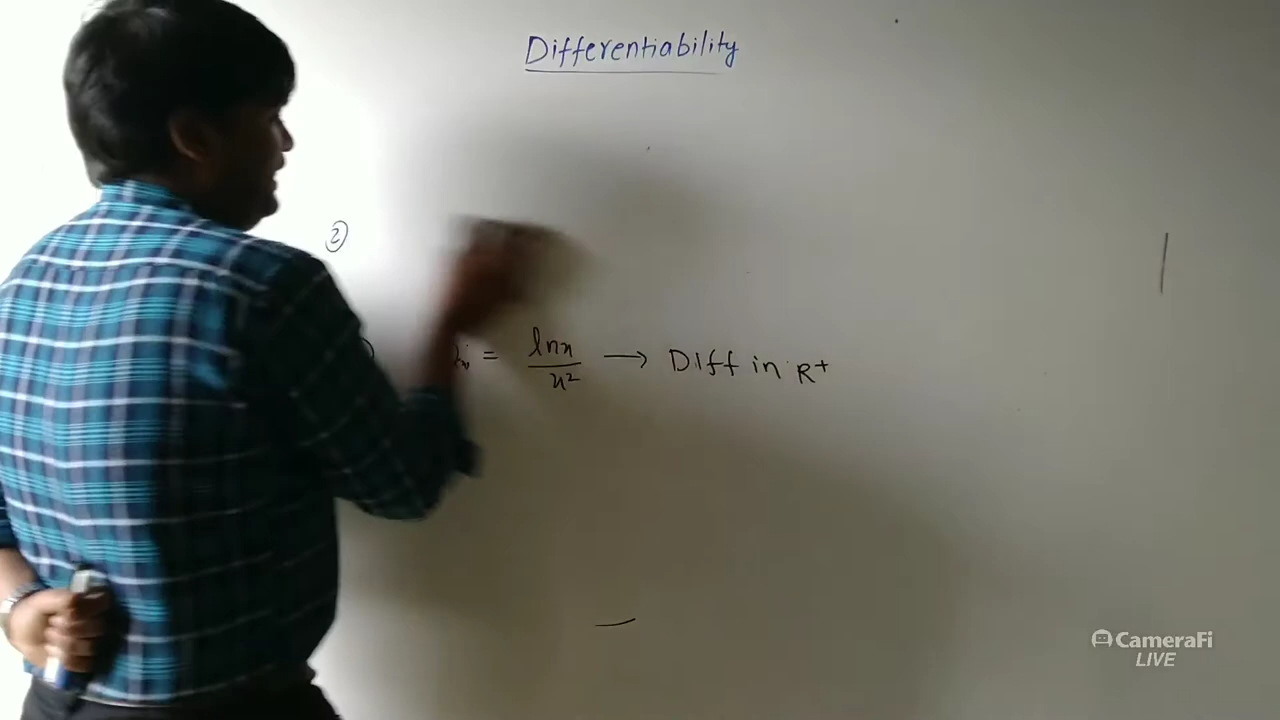 Differentiability
②
= ln x / x² → Diff in R⁺
CameraFi
LIVE